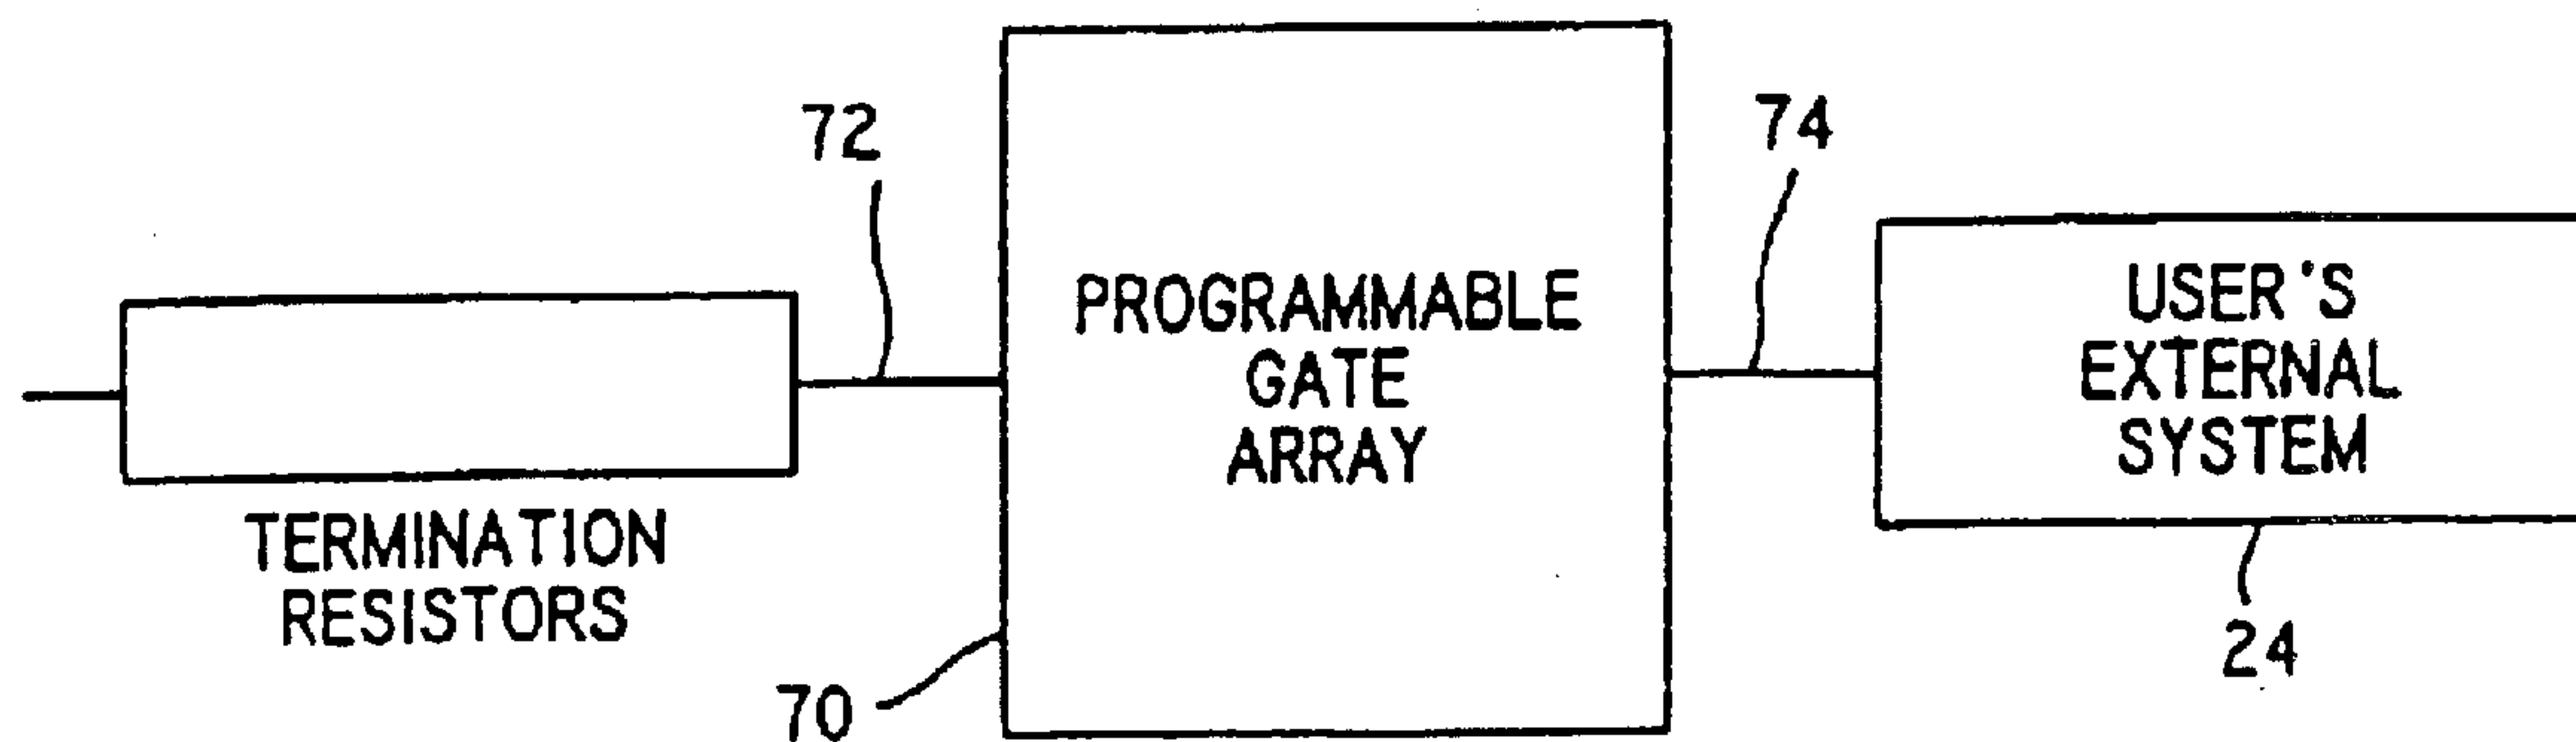 72
74
PROGRAMMABLE
GATE
ARRAY
USER'S
EXTERNAL
SYSTEM
TERMINATION
RESISTORS
70
24